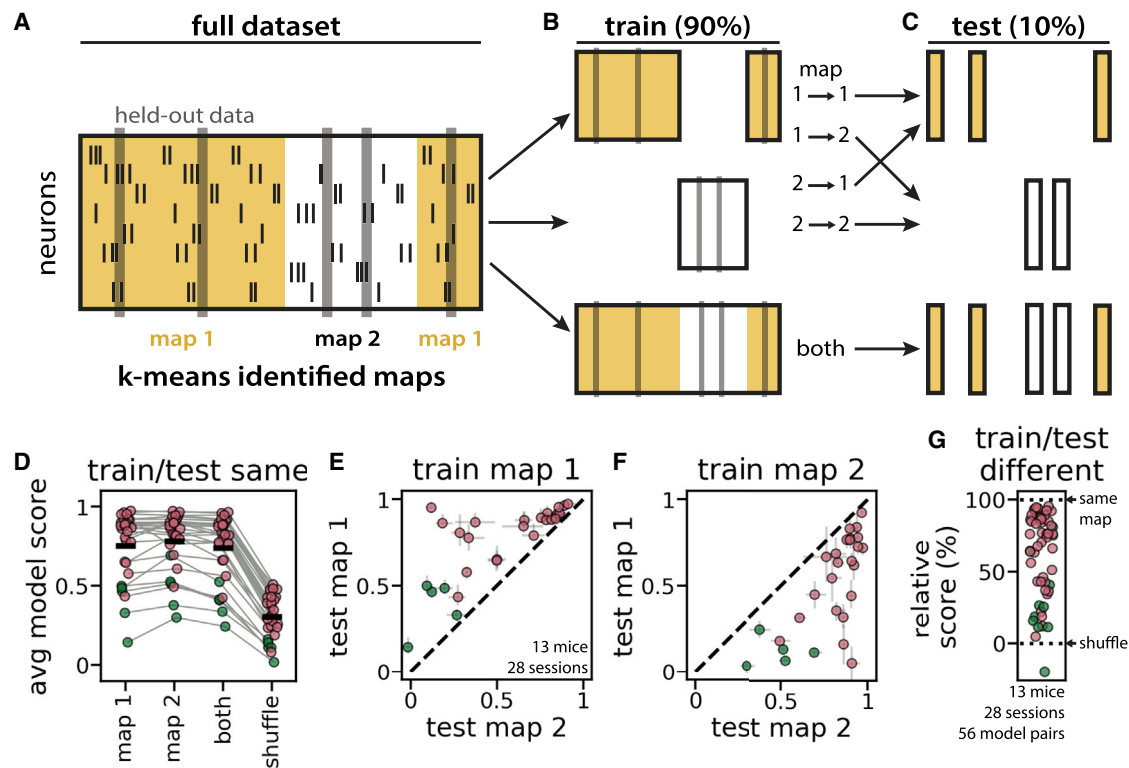 A
full dataset
held-out data
neurons
map 1
map 2
map 1
k-means identified maps
B
train (90%)
map
1 → 1
1 → 2
2 → 1
2 → 2
both
C
test (10%)
D
train/test same
avg model score
1
0.5
0
map 1
map 2
both
shuffle
E
train map 1
test map 1
1
0.5
0
13 mice
28 sessions
0
0.5
1
test map 2
F
train map 2
test map 1
1
0.5
0
0
0.5
1
test map 2
G
train/test
different
relative
score (%)
100
50
0
same
map
shuffle
13 mice
28 sessions
56 model pairs